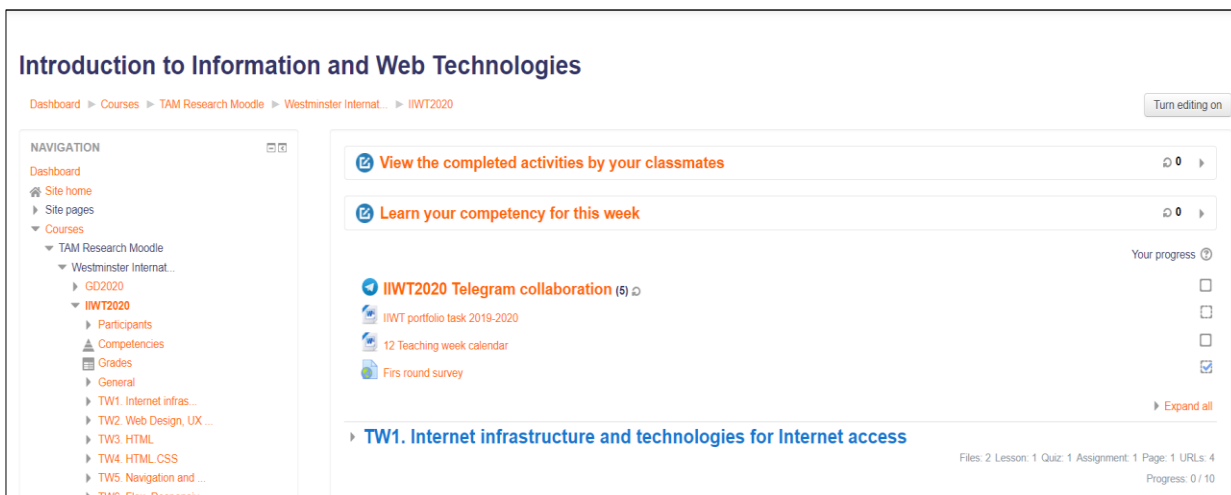 Introduction to Information and Web Technologies
Dashboard Courses TAM Research Moodle Westminster Internat... IIWT2020
Turn editing on
NAVIGATION
Dashboard
Site home
Site pages
Courses
TAM Research Moodle
Westminster Internat...
GD2020
IIWT2020
Participants
Competencies
Grades
General
TW1. Internet infras...
TW2. Web Design, UX ...
TW3. HTML
TW4. HTML.CSS
TW5. Navigation and ...
View the completed activities by your classmates 0
Learn your competency for this week 0
Your progress
IIWT2020 Telegram collaboration (5)
IIWT portfolio task 2019-2020
12 Teaching week calendar
Firs round survey
Expand all
TW1. Internet infrastructure and technologies for Internet access
Files: 2 Lesson: 1 Quiz: 1 Assignment: 1 Page: 1 URLs: 4
Progress: 0 / 10